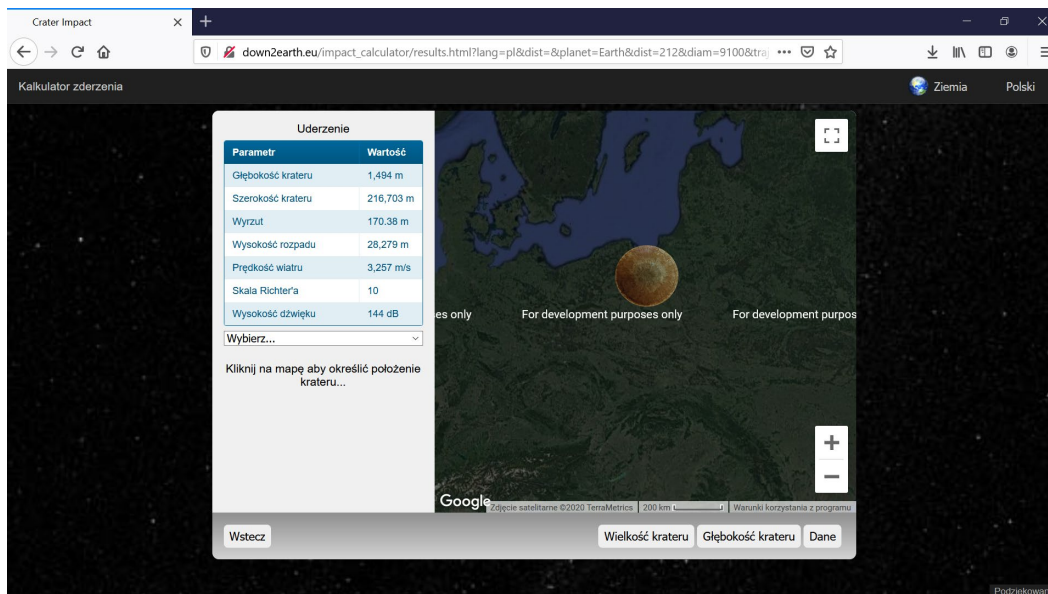 Crater Impact
down2earth.eu/impact_calculator/results.html?lang=pl&dist=&planet=Earth&dist=212&diam=9100&traj
Kalkulator zderzenia
Ziemia
Polski
Uderzenie
Parametr Wartość
Głębokość krateru 1,494 m
Szerokość krateru 216,703 m
Wyrzut 170.38 m
Wysokość rozpadu 28,279 m
Prędkość wiatru 3,257 m/s
Skala Richter'a 10
Wysokość dźwięku 144 dB
Wybierz...
Kliknij na mapę aby określić położenie
krateru...
es only
For development purposes only
For development purpos
Google
Zdjęcie satelitarne ©2020 TerraMetrics
200 km
Warunki korzystania z programu
Wstecz
Wielkość krateru
Głębokość krateru
Dane
Podziękowan